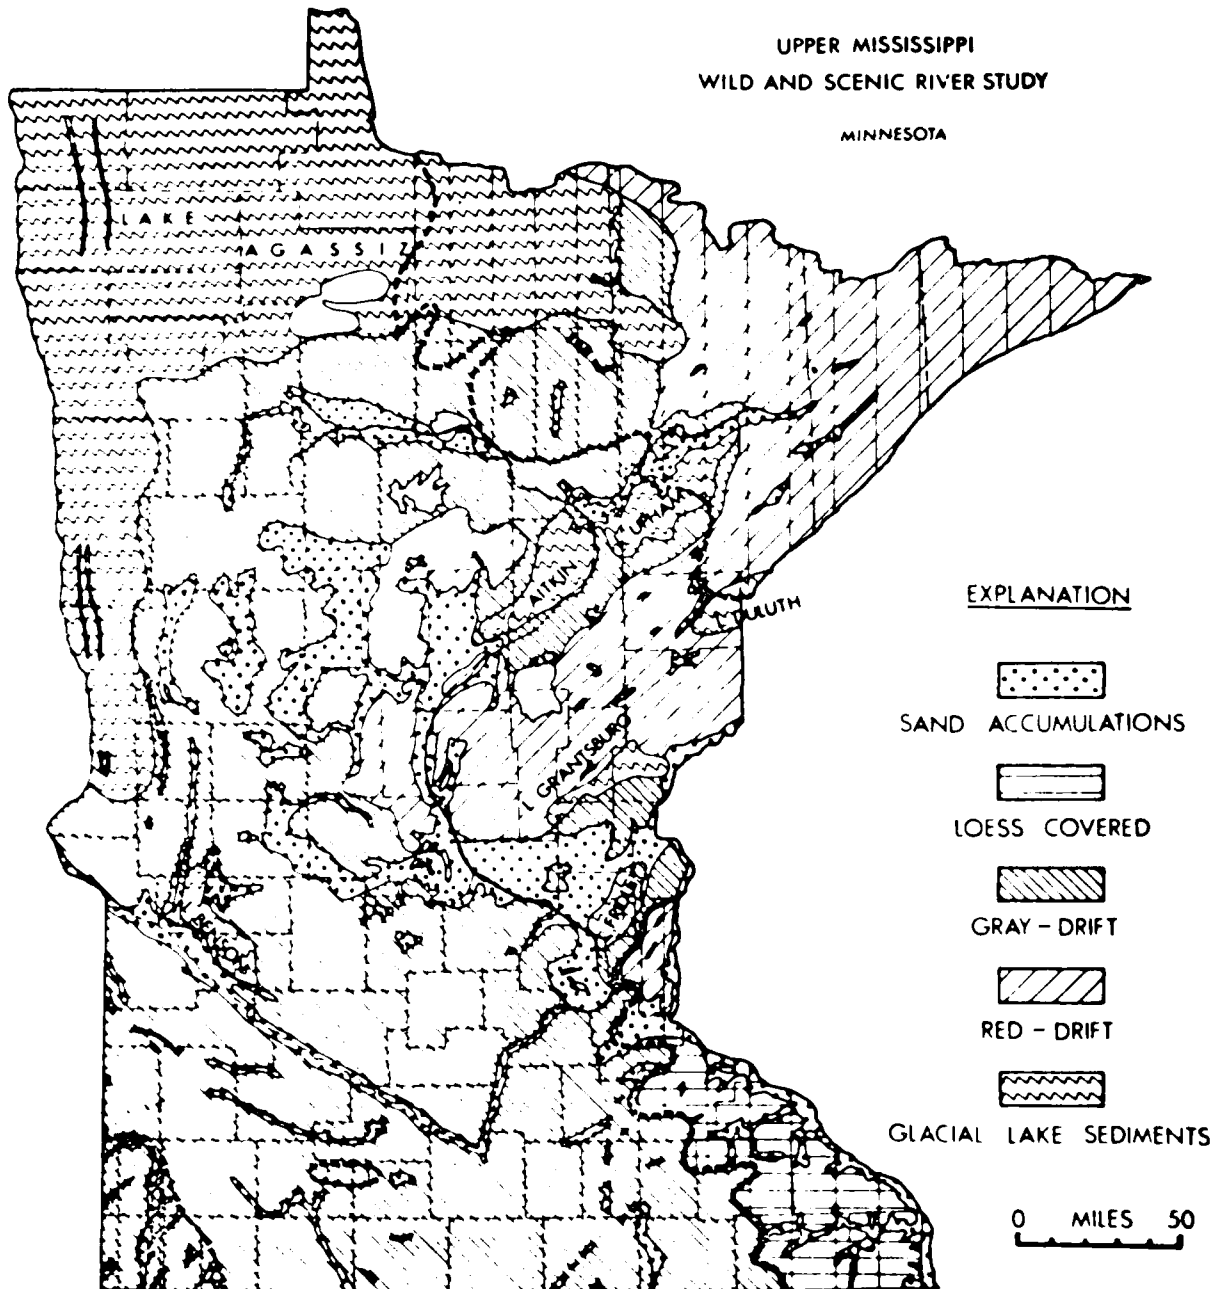 UPPER MISSISSIPPI
WILD AND SCENIC RIVER STUDY
MINNESOTA
LAKE
AGASSIZ
UPHAM
AITKIN
L. DULUTH
L. GRANTSBURG
EXPLANATION
SAND ACCUMULATIONS
LOESS COVERED
GRAY - DRIFT
RED - DRIFT
GLACIAL LAKE SEDIMENTS
0 MILES 50